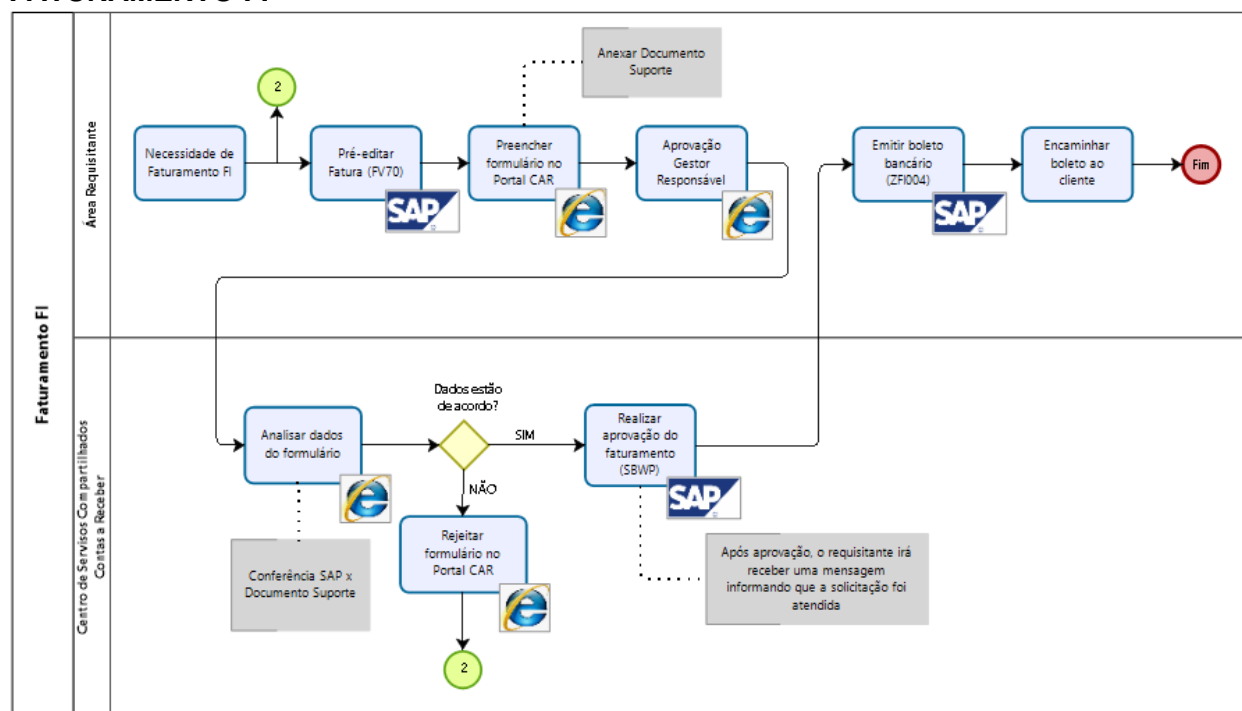 FATURAMENTO FI
Faturamento FI
Área Requisitante
Anexar Documento
Suporte
2
Necessidade de
Faturamento FI
Pré-editar
Fatura (FV70)
SAP
Preencher
formulário no
Portal CAR
Aprovação
Gestor
Responsável
Emitir boleto
bancário
(ZFI004)
SAP
Encaminhar
boleto ao
cliente
Fim
Centro de Servisos Compartilhados
Contas a Receber
Analisar dados
do formulário
Dados estão
de acordo?
SIM
NÃO
Realizar
aprovação do
faturamento
(SBWP)
SAP
Rejeitar
formulário no
Portal CAR
Conferência SAP x
Documento Suporte
Após aprovação, o requisitante irá
receber uma mensagem
informando que a solicitação foi
atendida
2